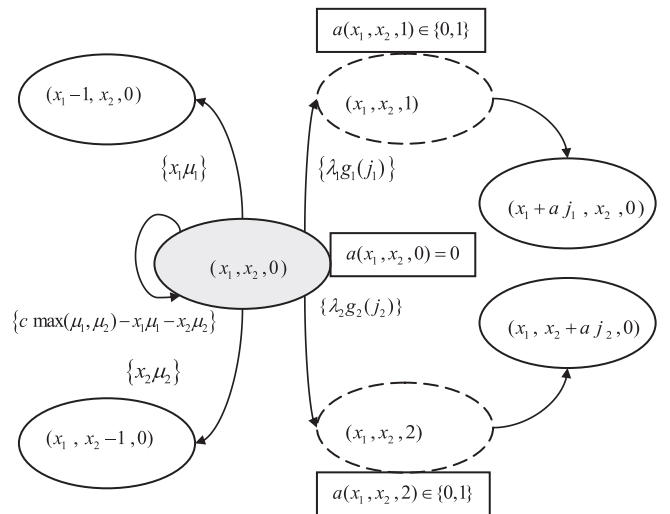 a(x₁,x₂,1)∈{0,1}
(x₁−1, x₂,0)
(x₁,x₂,1)
{x₁μ₁}
{λ₁g₁(j₁)}
(x₁+a j₁ , x₂ ,0)
(x₁,x₂,0)
a(x₁,x₂,0)=0
{c max(μ₁,μ₂)−x₁μ₁−x₂μ₂}
{λ₂g₂(j₂)}
(x₁, x₂+a j₂,0)
{x₂μ₂}
(x₁ , x₂−1,0)
(x₁,x₂,2)
a(x₁,x₂,2)∈{0,1}